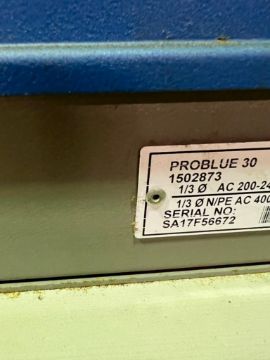 PROBLUE 30
1502873
1/3 Ø AC 200-24
1/3 Ø N/PE AC 400
SERIAL NO:
SA17F56672